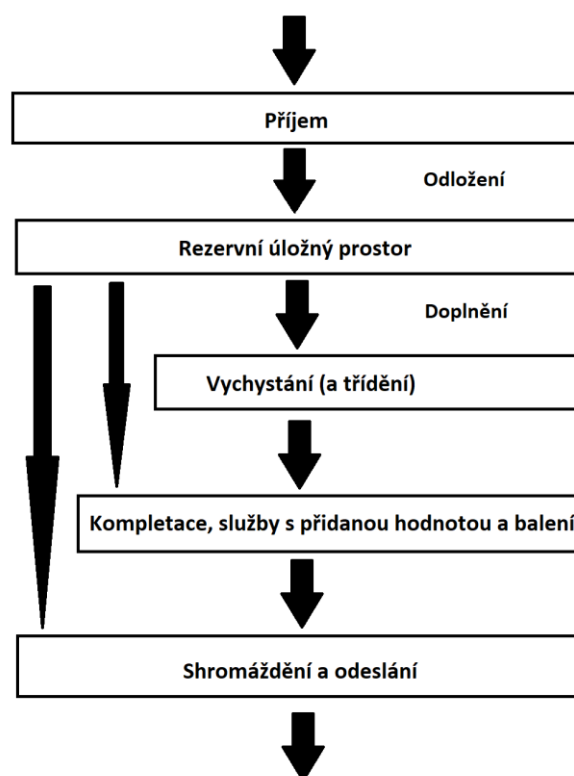 Příjem
Odložení
Rezervní úložný prostor
Doplnění
Vychystání (a třídění)
Kompletace, služby s přidanou hodnotou a balení
Shromáždění a odeslání